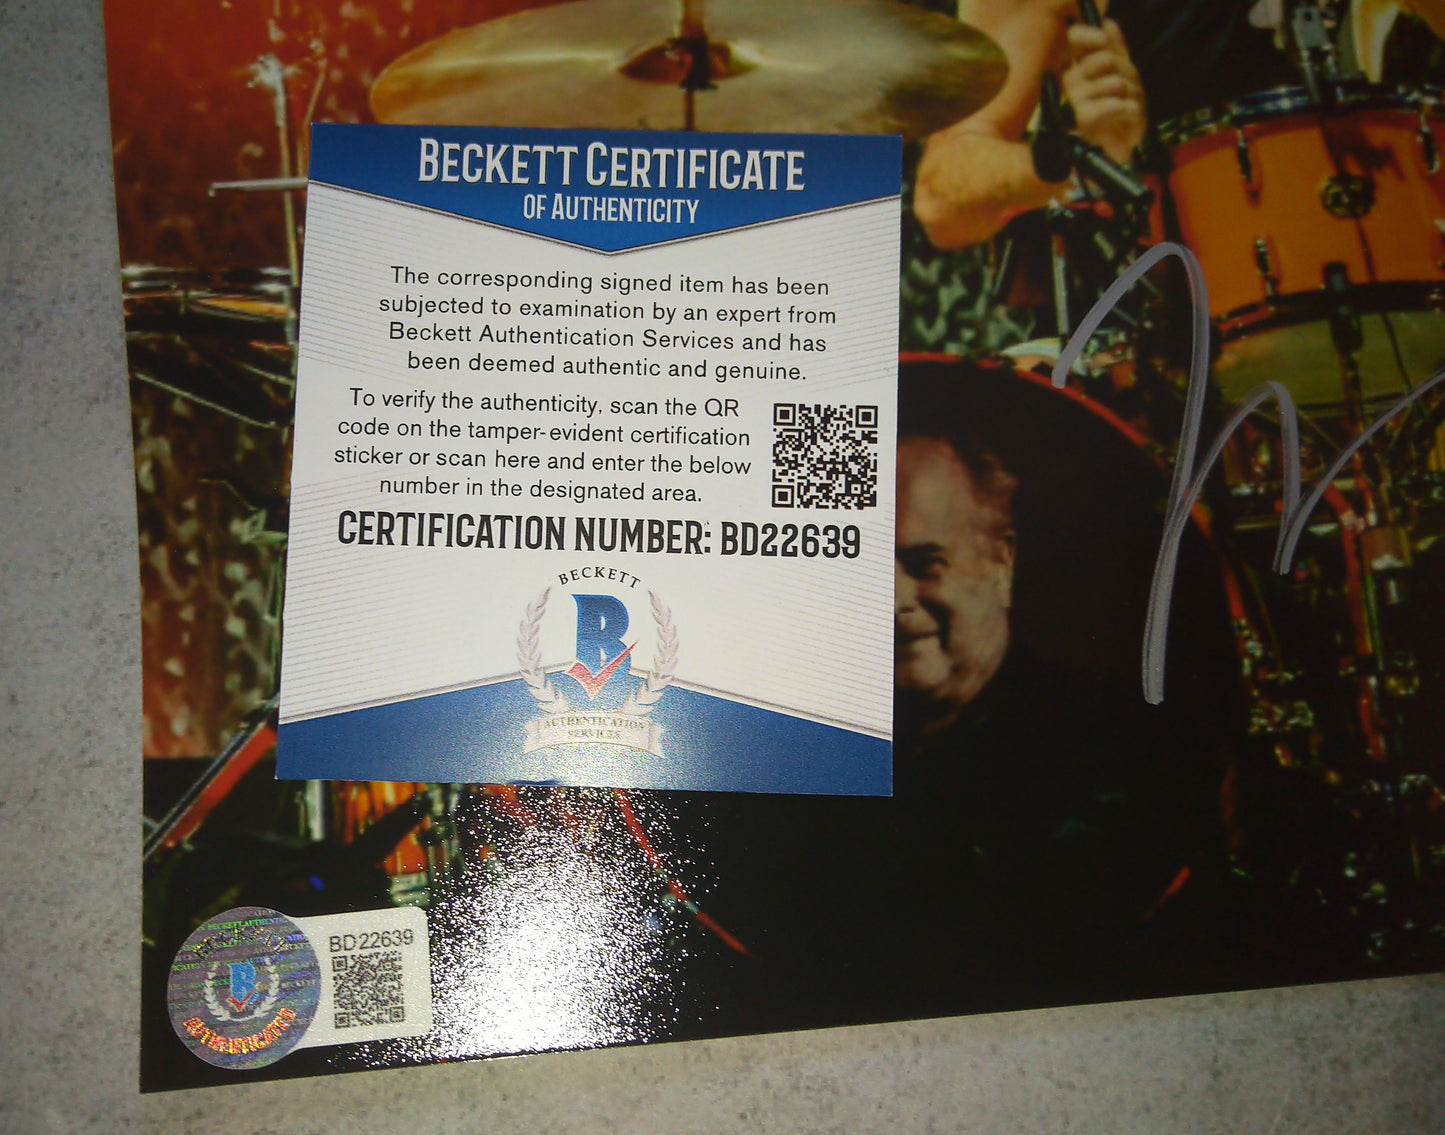 BECKETT CERTIFICATE
OF AUTHENTICITY
The corresponding signed item has been
subjected to examination by an expert from
Beckett Authentication Services and has
been deemed authentic and genuine.
To verify the authenticity, scan the QR
code on the tamper-evident certification
sticker or scan here and enter the below
number in the designated area.
CERTIFICATION NUMBER: BD22639
BECKETT
B
AUTHENTICATION
SERVICES
BD22639
BECKETT
B
AUTHENTICATION